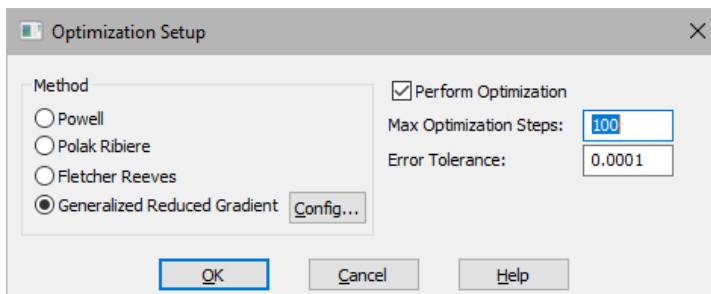 Optimization Setup
Method
Powell
Polak Ribiere
Fletcher Reeves
Generalized Reduced Gradient
Config...
Perform Optimization
Max Optimization Steps: 100
Error Tolerance: 0.0001
OK
Cancel
Help